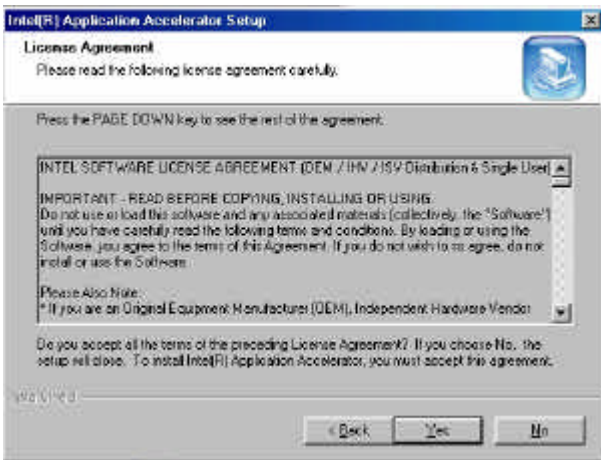 Intel(R) Application Accelerator Setup
License Agreement
Please read the following license agreement carefully.
Press the PAGE DOWN key to see the rest of the agreement.
INTEL SOFTWARE LICENSE AGREEMENT (OEM / IHV / ISV Distribution & Single User)
IMPORTANT - READ BEFORE COPYING, INSTALLING OR USING.
Do not use or load this software and any associated materials (collectively, the "Software")
until you have carefully read the following terms and conditions. By loading or using the
Software, you agree to the terms of this Agreement. If you do not wish to so agree, do not
install or use the Software.
Please Also Note:
* If you are an Original Equipment Manufacturer (OEM), Independent Hardware Vendor
Do you accept all the terms of the preceding License Agreement? If you choose No, the
setup will close. To install Intel(R) Application Accelerator, you must accept this agreement.
< Back
Yes
No